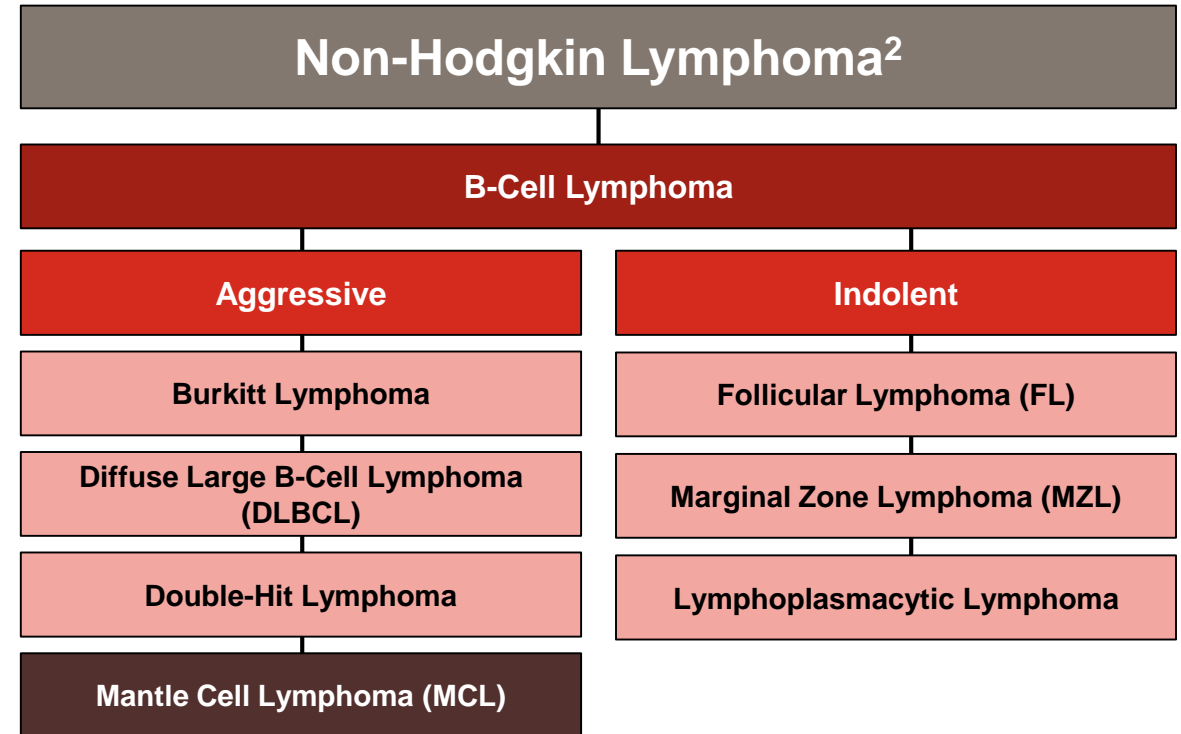 Non-Hodgkin Lymphoma²
B-Cell Lymphoma
Aggressive
Burkitt Lymphoma
Diffuse Large B-Cell Lymphoma
(DLBCL)
Double-Hit Lymphoma
Mantle Cell Lymphoma (MCL)
Indolent
Follicular Lymphoma (FL)
Marginal Zone Lymphoma (MZL)
Lymphoplasmacytic Lymphoma